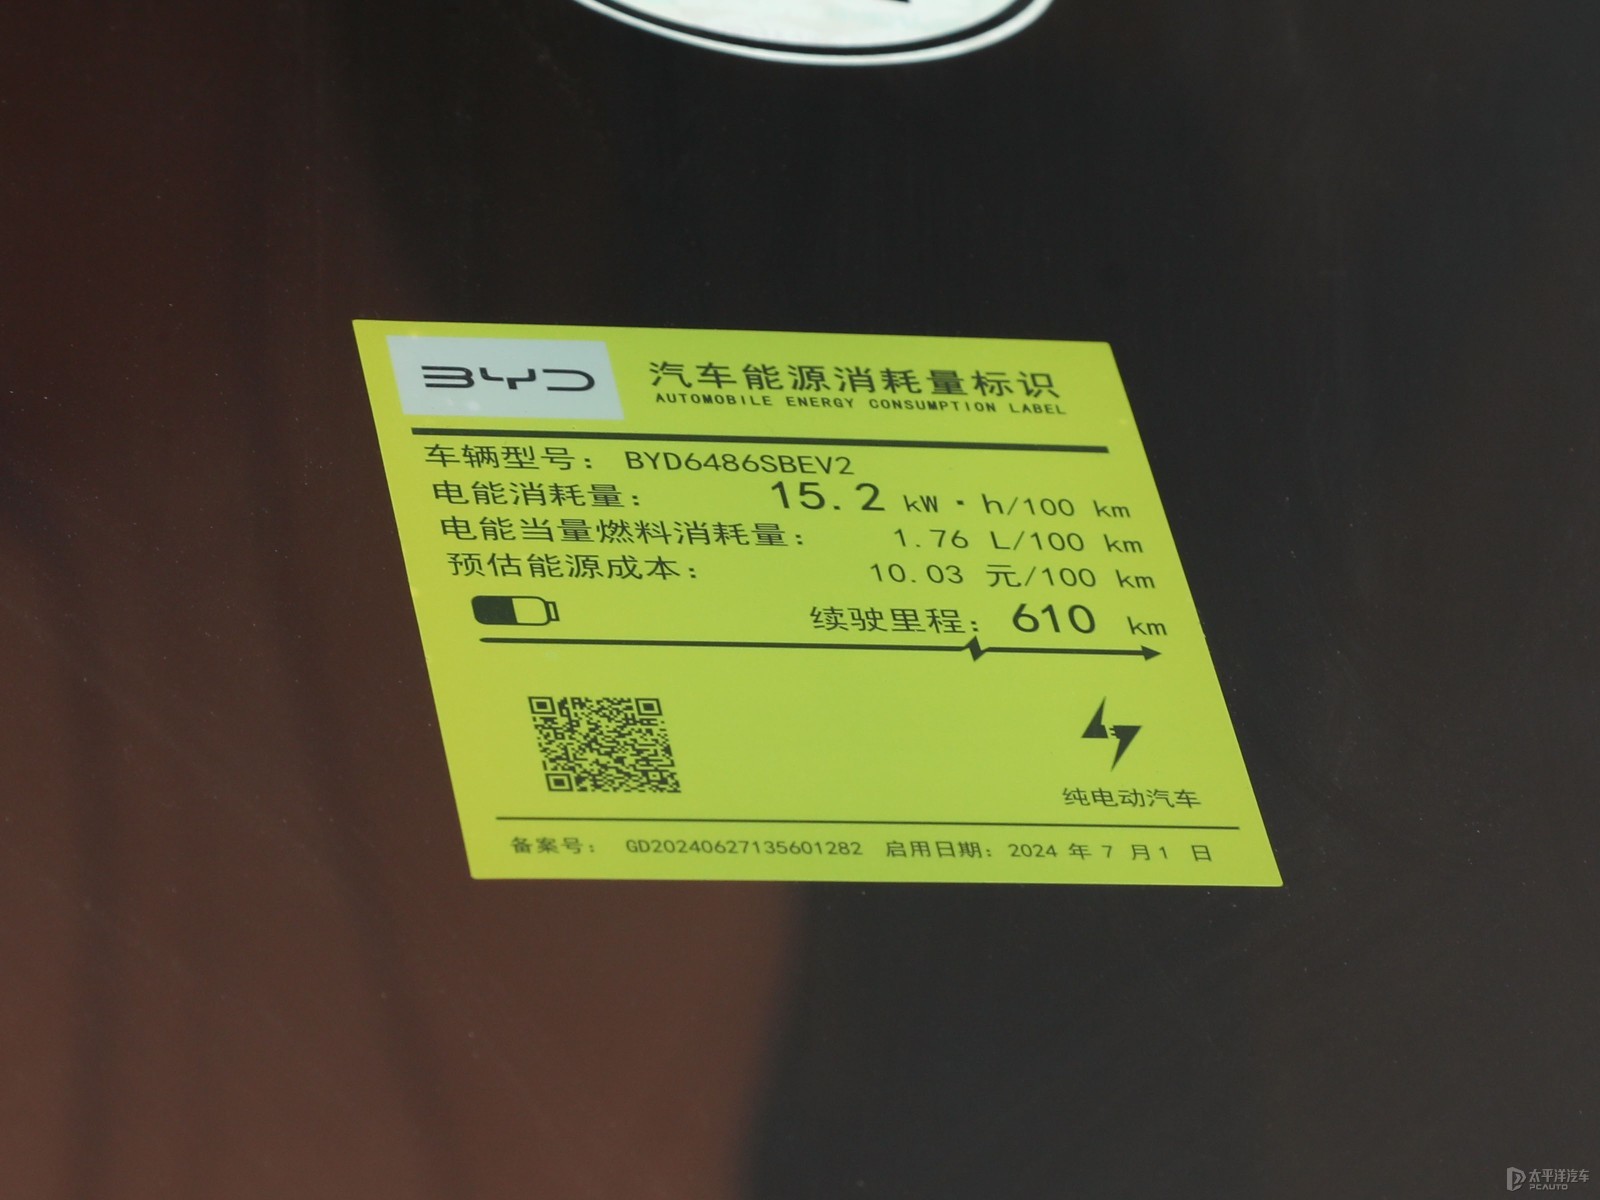 BYD
汽车能源消耗量标识
AUTOMOBILE ENERGY CONSUMPTION LABEL
车辆型号: BYD6486SBEV2
电能消耗量: 15.2 kW·h/100 km
电能当量燃料消耗量: 1.76 L/100 km
预估能源成本: 10.03 元/100 km
续驶里程: 610 km
纯电动汽车
备案号: GD20240627135601282 启用日期: 2024 年 7 月 1 日
太平洋汽车
PCAUTO